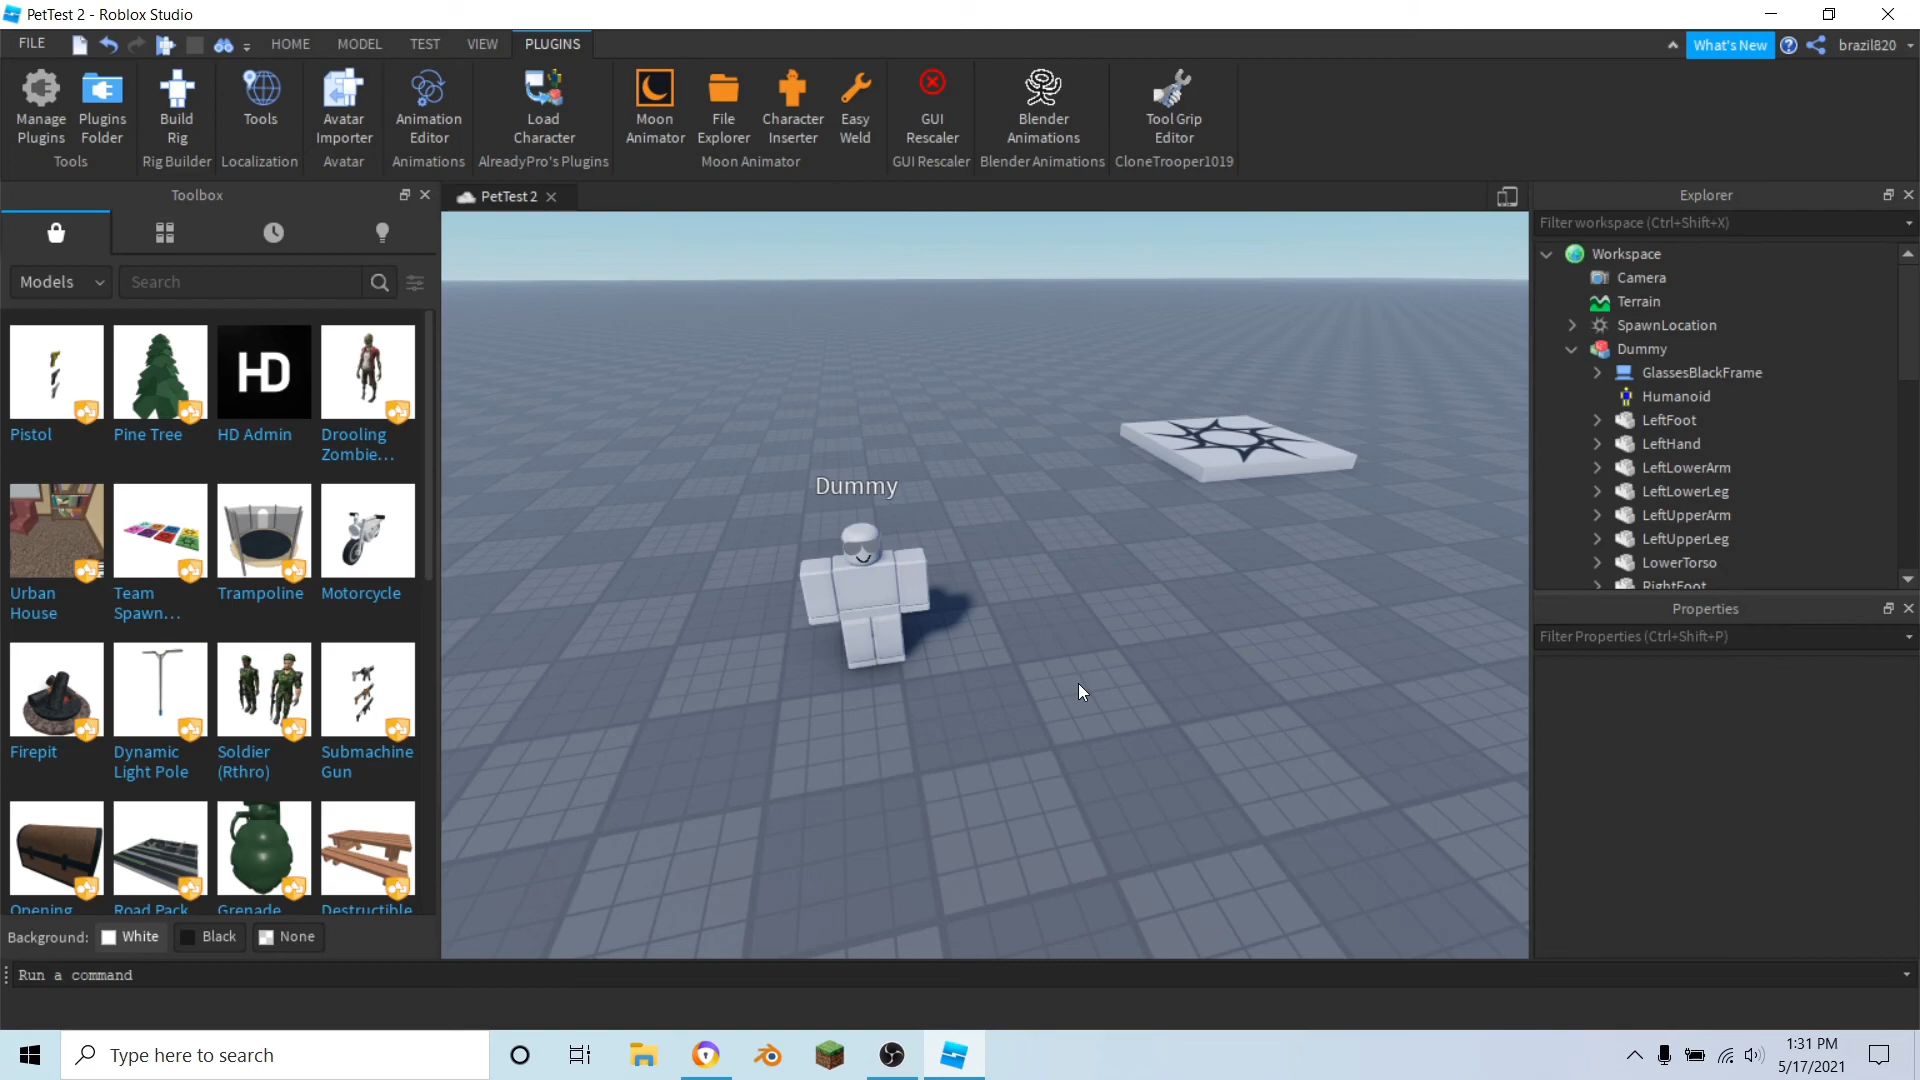 PetTest 2 - Roblox Studio
FILE
HOME
MODEL
TEST
VIEW
PLUGINS
What's New
brazil820
Manage
Plugins
Plugins
Folder
Build
Rig
Tools
Avatar
Importer
Animation
Editor
Load
Character
Moon
Animator
File
Explorer
Character
Inserter
Easy
Weld
GUI
Rescaler
Blender
Animations
Tool Grip
Editor
Tools
Rig Builder
Localization
Avatar
Animations
AlreadyPro's Plugins
Moon Animator
GUI Rescaler
Blender Animations
CloneTrooper1019
Toolbox
PetTest 2
Explorer
Filter workspace (Ctrl+Shift+X)
Models
Search
HD
Pistol
Pine Tree
HD Admin
Drooling
Zombie...
Urban
House
Team
Spawn...
Trampoline
Motorcycle
Firepit
Dynamic
Light Pole
Soldier
(Rthro)
Submachine
Gun
Opening
Road Pack
Grenade
Destructible
Background:
White
Black
None
Dummy
Workspace
Camera
Terrain
SpawnLocation
Dummy
GlassesBlackFrame
Humanoid
LeftFoot
LeftHand
LeftLowerArm
LeftLowerLeg
LeftUpperArm
LeftUpperLeg
LowerTorso
RightFoot
Properties
Filter Properties (Ctrl+Shift+P)
Run a command
Type here to search
1:31 PM
5/17/2021